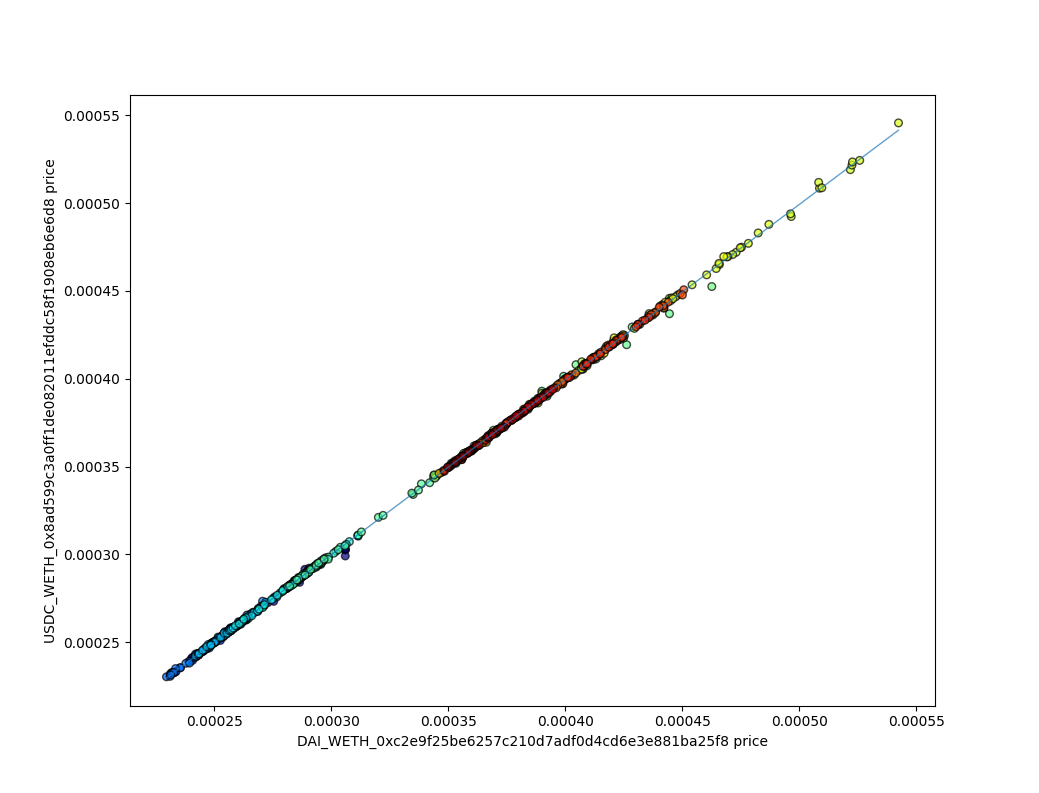 0.00055
0.00050
0.00045
0.00040
0.00035
0.00030
0.00025
USDC_WETH_0x8ad599c3a0ff1de082011efddc58f1908eb6e6d8 price
0.00025 0.00030 0.00035 0.00040 0.00045 0.00050 0.00055
DAI_WETH_0xc2e9f25be6257c210d7adf0d4cd6e3e881ba25f8 price